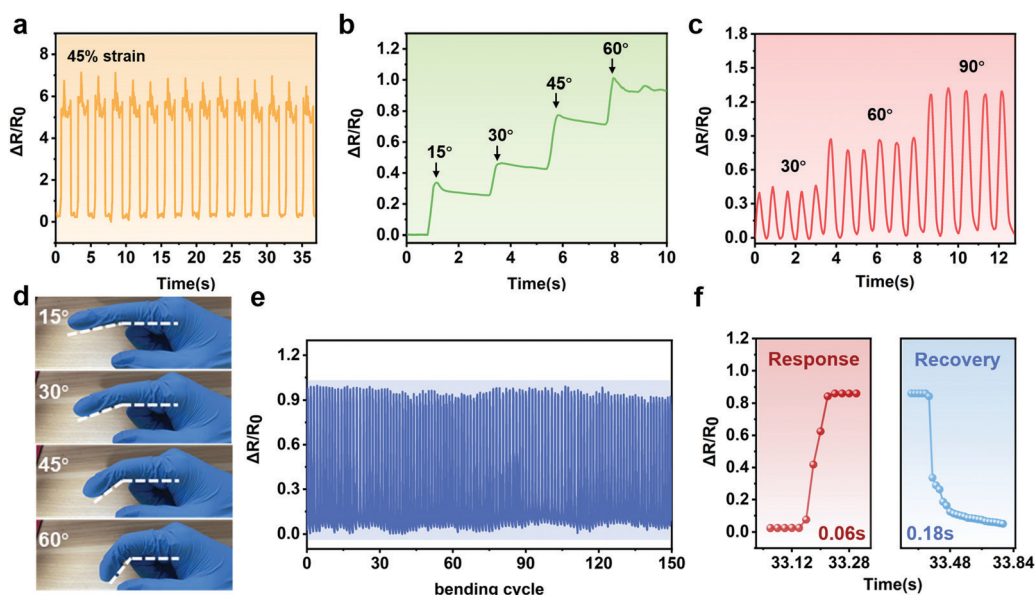 a
45% strain
ΔR/R0
8
6
4
2
0
0 5 10 15 20 25 30 35
Time(s)
b
ΔR/R0
1.2
1.0
0.8
0.6
0.4
0.2
0.0
15°
30°
45°
60°
0 2 4 6 8 10
Time(s)
c
ΔR/R0
1.8
1.5
1.2
0.9
0.6
0.3
0.0
30°
60°
90°
0 2 4 6 8 10 12
Time(s)
d
15°
30°
45°
60°
e
ΔR/R0
1.2
0.9
0.6
0.3
0.0
0 30 60 90 120 150
bending cycle
f
ΔR/R0
1.2
1.0
0.8
0.6
0.4
0.2
0.0
Response
0.06s
33.12 33.28
Recovery
0.18s
33.48 33.84
Time(s)